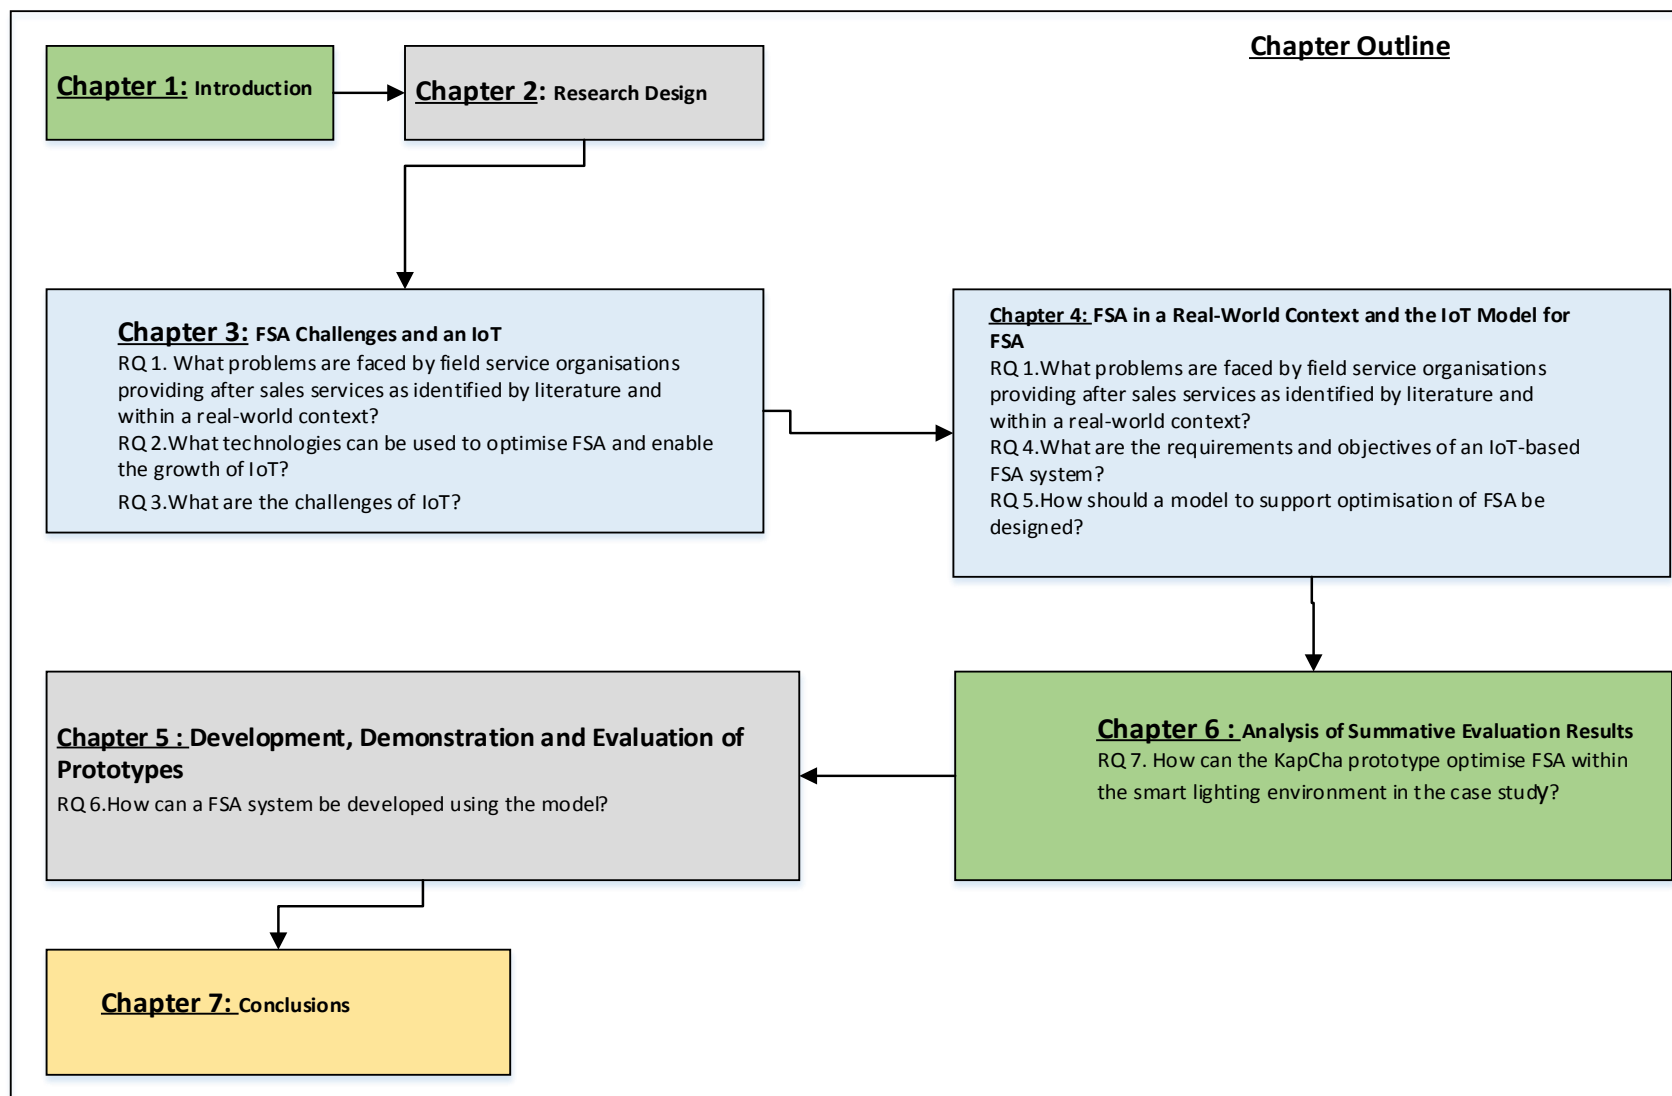 Chapter Outline
Chapter 1: Introduction
Chapter 2: Research Design
Chapter 3: FSA Challenges and an IoT
RQ 1. What problems are faced by field service organisations
providing after sales services as identified by literature and
within a real-world context?
RQ 2.What technologies can be used to optimise FSA and enable
the growth of IoT?
RQ 3.What are the challenges of IoT?
Chapter 4: FSA in a Real-World Context and the IoT Model for
FSA
RQ 1.What problems are faced by field service organisations
providing after sales services as identified by literature and
within a real-world context?
RQ 4.What are the requirements and objectives of an IoT-based
FSA system?
RQ 5.How should a model to support optimisation of FSA be
designed?
Chapter 6 : Analysis of Summative Evaluation Results
RQ 7. How can the KapCha prototype optimise FSA within
the smart lighting environment in the case study?
Chapter 5 : Development, Demonstration and Evaluation of
Prototypes
RQ 6.How can a FSA system be developed using the model?
Chapter 7: Conclusions